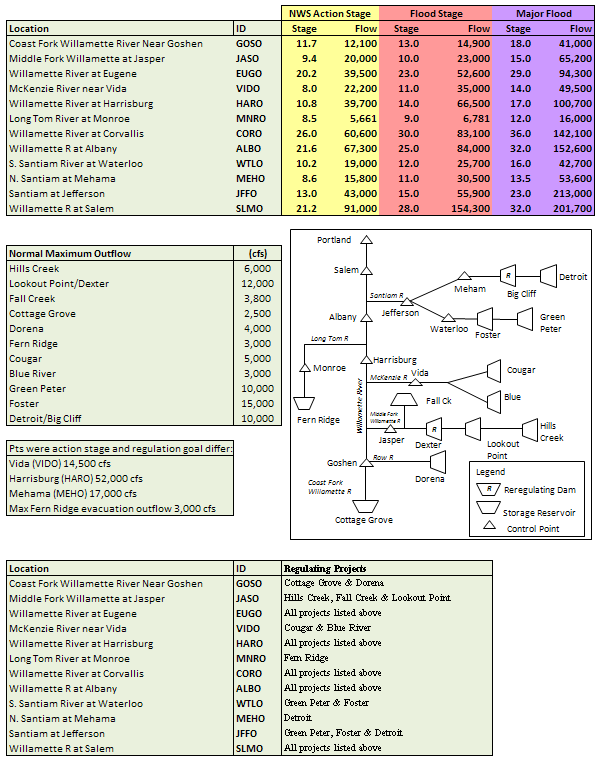 NWS Action Stage Flood Stage Major Flood
Location ID Stage Flow Stage Flow Stage Flow
Coast Fork Willamette River Near Goshen GOSO 11.7 12,100 13.0 14,900 18.0 41,000
Middle Fork Willamette at Jasper JASO 9.4 20,000 10.0 23,000 15.0 65,200
Willamette River at Eugene EUGO 20.2 39,500 23.0 52,600 29.0 94,300
McKenzie River near Vida VIDO 8.0 22,200 11.0 35,000 14.0 49,500
Willamette River at Harrisburg HARO 10.8 39,700 14.0 66,500 17.0 100,700
Long Tom River at Monroe MNRO 8.5 5,661 9.0 6,781 12.0 16,000
Willamette River at Corvallis CORO 26.0 60,600 30.0 83,100 36.0 142,100
Willamette R at Albany ALBO 21.6 67,300 25.0 84,000 32.0 152,600
S. Santiam River at Waterloo WTLO 10.2 19,000 12.0 25,700 16.0 42,700
N. Santiam at Mehama MEHO 8.6 15,800 11.0 30,500 13.5 53,600
Santiam at Jefferson JFFO 13.0 43,000 15.0 55,900 23.0 213,000
Willamette R at Salem SLMO 21.2 91,000 28.0 154,300 32.0 201,700
Normal Maximum Outflow (cfs)
Hills Creek 6,000
Lookout Point/Dexter 12,000
Fall Creek 3,800
Cottage Grove 2,500
Dorena 4,000
Fern Ridge 3,000
Cougar 5,000
Blue River 3,000
Green Peter 10,000
Foster 15,000
Detroit/Big Cliff 10,000
Pts were action stage and regulation goal differ:
Vida (VIDO) 14,500 cfs
Harrisburg (HARO) 52,000 cfs
Mehama (MEHO) 17,000 cfs
Max Fern Ridge evacuation outflow 3,000 cfs
Portland
Salem
R
Detroit
Meham
Big Cliff
Santiam R
Jefferson
Albany
Waterloo
Foster
Green
Peter
Long Tom R
Harrisburg
Monroe
McKenzie R
Vida
Cougar
Blue
Willamette River
Fern Ridge
Fall Ck
Middle Fork
Willamette R
Jasper
R
Dexter
Lookout
Point
Hills
Creek
Goshen
Row R
Dorena
Coast Fork
Willamette R
Cottage Grove
Legend
R Reregulating Dam
Storage Reservoir
Control Point
Location ID Regulating Projects
Coast Fork Willamette River Near Goshen GOSO Cottage Grove & Dorena
Middle Fork Willamette at Jasper JASO Hills Creek, Fall Creek & Lookout Point
Willamette River at Eugene EUGO All projects listed above
McKenzie River near Vida VIDO Cougar & Blue River
Willamette River at Harrisburg HARO All projects listed above
Long Tom River at Monroe MNRO Fern Ridge
Willamette River at Corvallis CORO All projects listed above
Willamette R at Albany ALBO All projects listed above
S. Santiam River at Waterloo WTLO Green Peter & Foster
N. Santiam at Mehama MEHO Detroit
Santiam at Jefferson JFFO Green Peter, Foster & Detroit
Willamette R at Salem SLMO All projects listed above